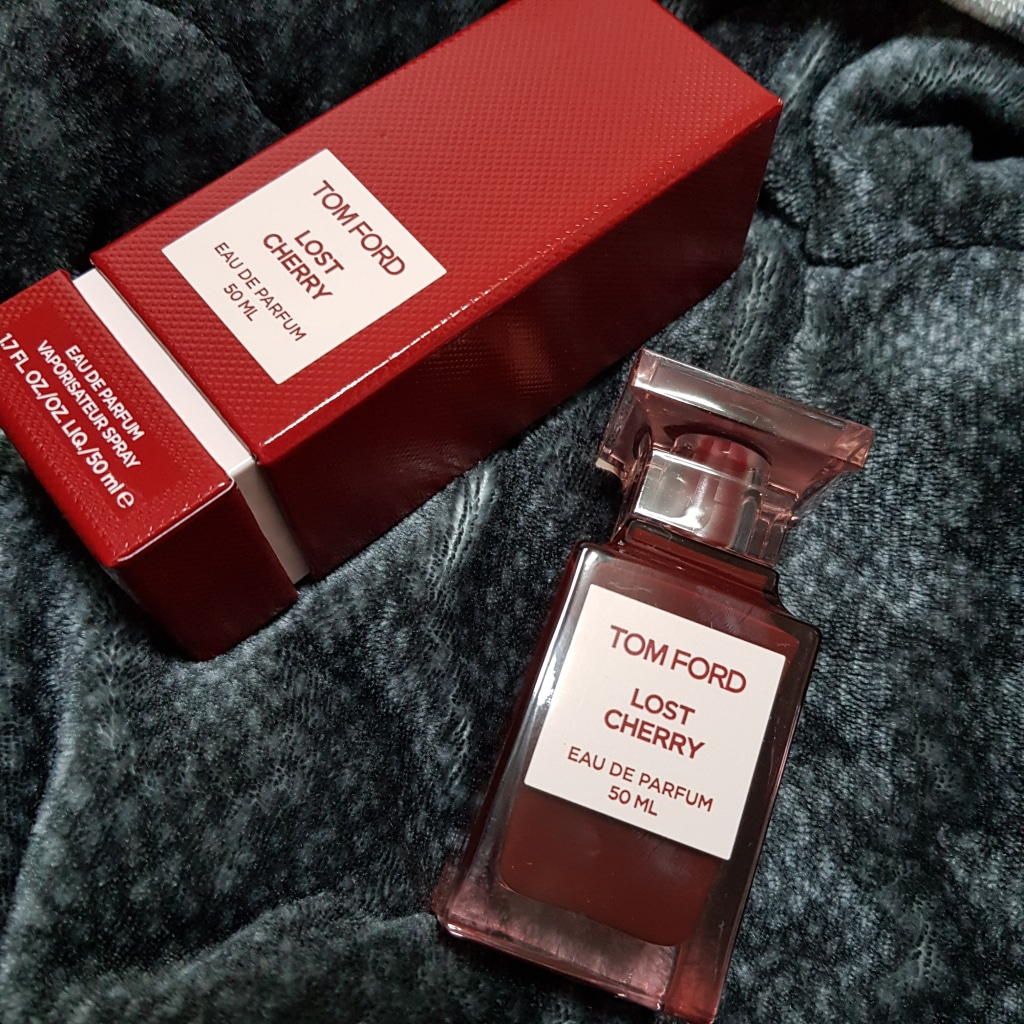 TOM FORD
LOST
CHERRY
EAU DE PARFUM
50 ML
EAU DE PARFUM
VAPORISATEUR SPRAY
1.7 FL OZ/OZ. LIQ./50 ml e
TOM FORD
LOST
CHERRY
EAU DE PARFUM
50 ML